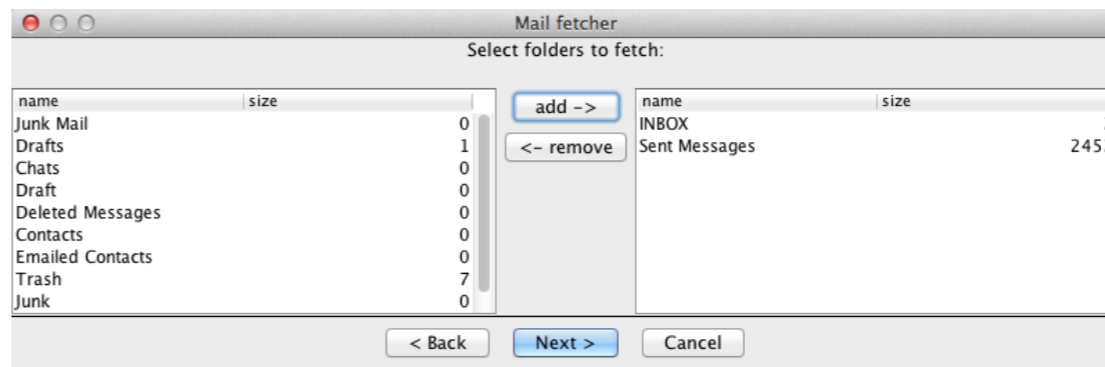 Mail fetcher
Select folders to fetch:
name size
Junk Mail 0
Drafts 1
Chats 0
Draft 0
Deleted Messages 0
Contacts 0
Emailed Contacts 0
Trash 7
Junk 0
add ->
<- remove
name size
INBOX
Sent Messages
< Back Next > Cancel